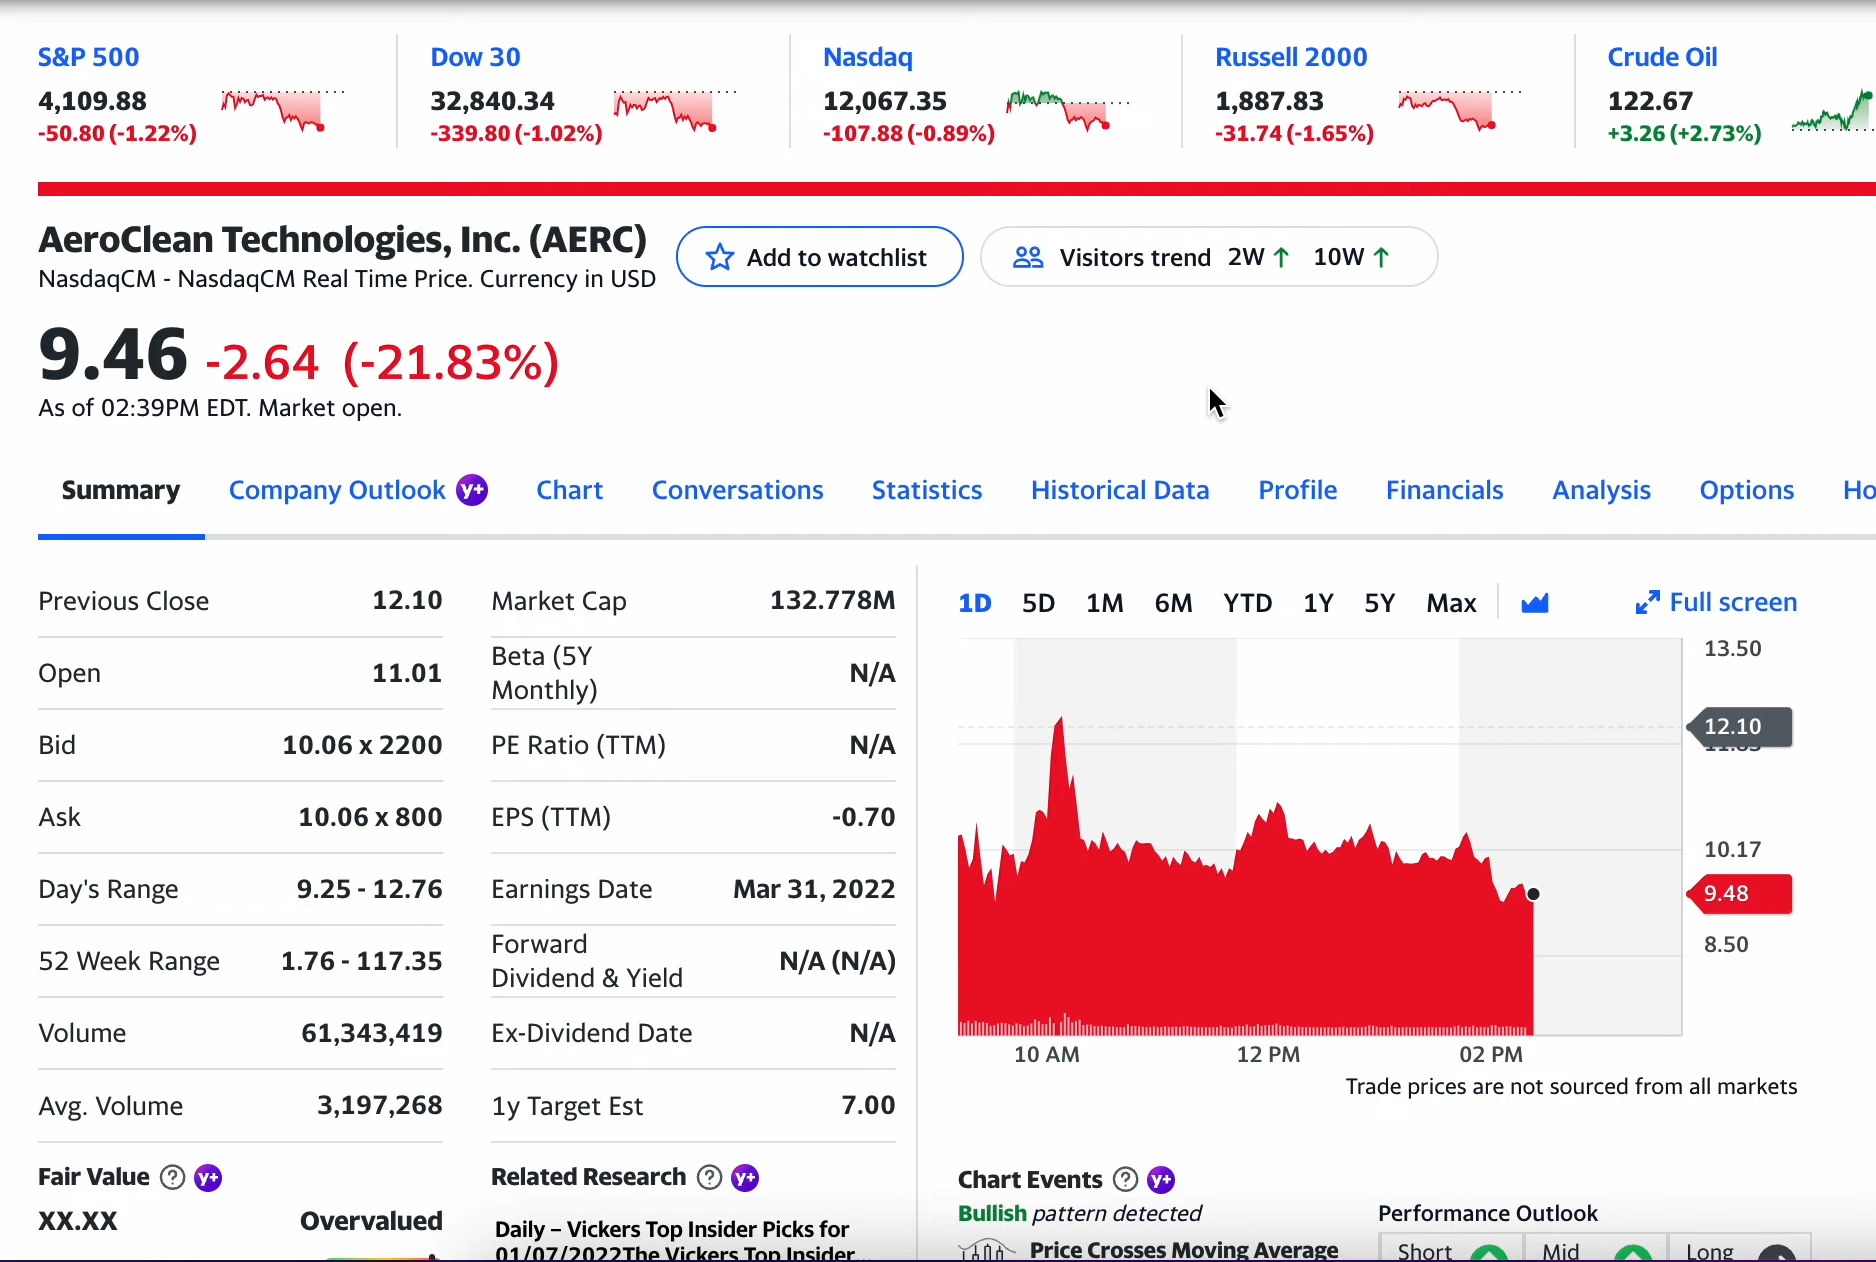 S&P 500
4,109.88
-50.80 (-1.22%)
Dow 30
32,840.34
-339.80 (-1.02%)
Nasdaq
12,067.35
-107.88 (-0.89%)
Russell 2000
1,887.83
-31.74 (-1.65%)
Crude Oil
122.67
+3.26 (+2.73%)
AeroClean Technologies, Inc. (AERC)
NasdaqCM - NasdaqCM Real Time Price. Currency in USD
Add to watchlist
Visitors trend 2W ↑ 10W ↑
9.46 -2.64 (-21.83%)
As of 02:39PM EDT. Market open.
Summary Company Outlook y+ Chart Conversations Statistics Historical Data Profile Financials Analysis Options Ho
Previous Close 12.10
Open 11.01
Bid 10.06 x 2200
Ask 10.06 x 800
Day's Range 9.25 - 12.76
52 Week Range 1.76 - 117.35
Volume 61,343,419
Avg. Volume 3,197,268
Market Cap 132.778M
Beta (5Y
Monthly) N/A
PE Ratio (TTM) N/A
EPS (TTM) -0.70
Earnings Date Mar 31, 2022
Forward
Dividend & Yield N/A (N/A)
Ex-Dividend Date N/A
1y Target Est 7.00
1D 5D 1M 6M YTD 1Y 5Y Max
Full screen
13.50
12.10
10.17
9.48
8.50
10 AM 12 PM 02 PM
Trade prices are not sourced from all markets
Fair Value ? y+
XX.XX Overvalued
Related Research ? y+
Daily – Vickers Top Insider Picks for
01/07/2022The Vickers Top Insider...
Chart Events ? y+
Bullish pattern detected
Price Crosses Moving Average
Performance Outlook
Short Mid Long